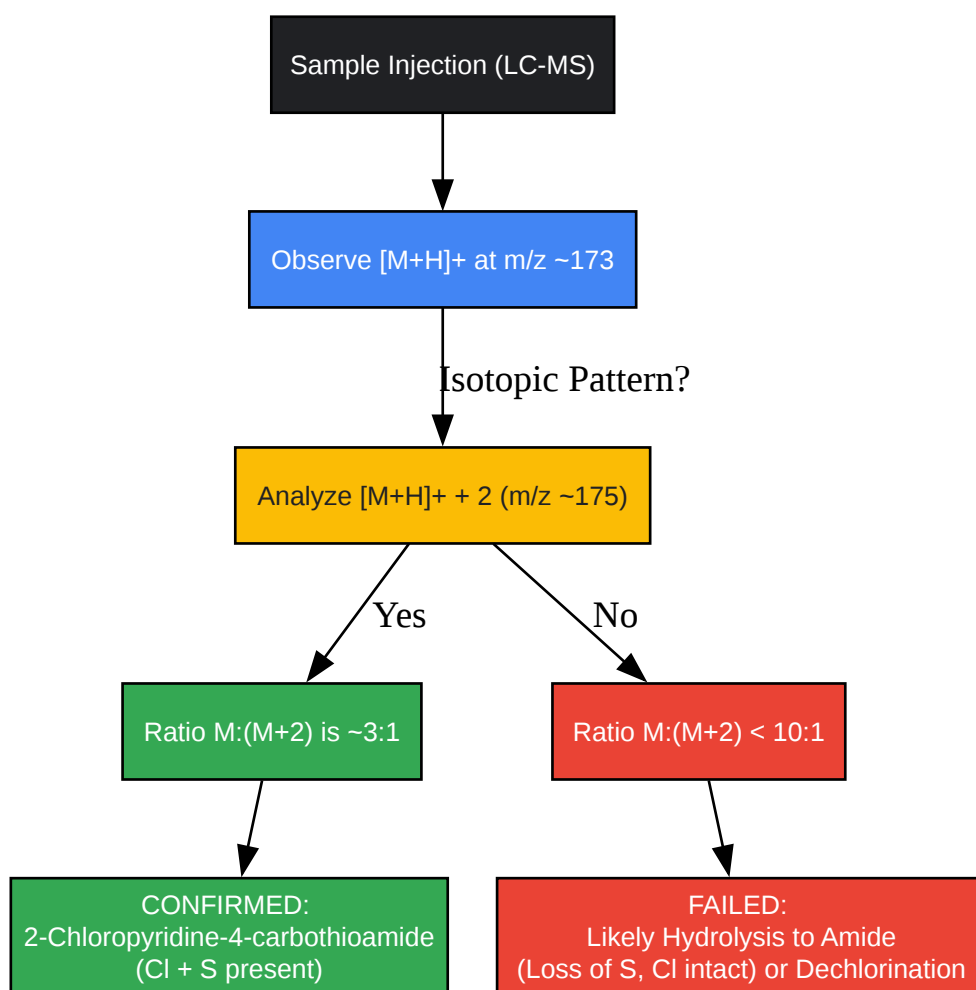 Sample Injection (LC-MS)
Observe [M+H]+ at m/z ~173
Isotopic Pattern?
Analyze [M+H]+ + 2 (m/z ~175)
Yes
No
Ratio M:(M+2) is ~3:1
Ratio M:(M+2) < 10:1
CONFIRMED:
2-Chloropyridine-4-carbothioamide
(Cl + S present)
FAILED:
Likely Hydrolysis to Amide
(Loss of S, Cl intact) or Dechlorination